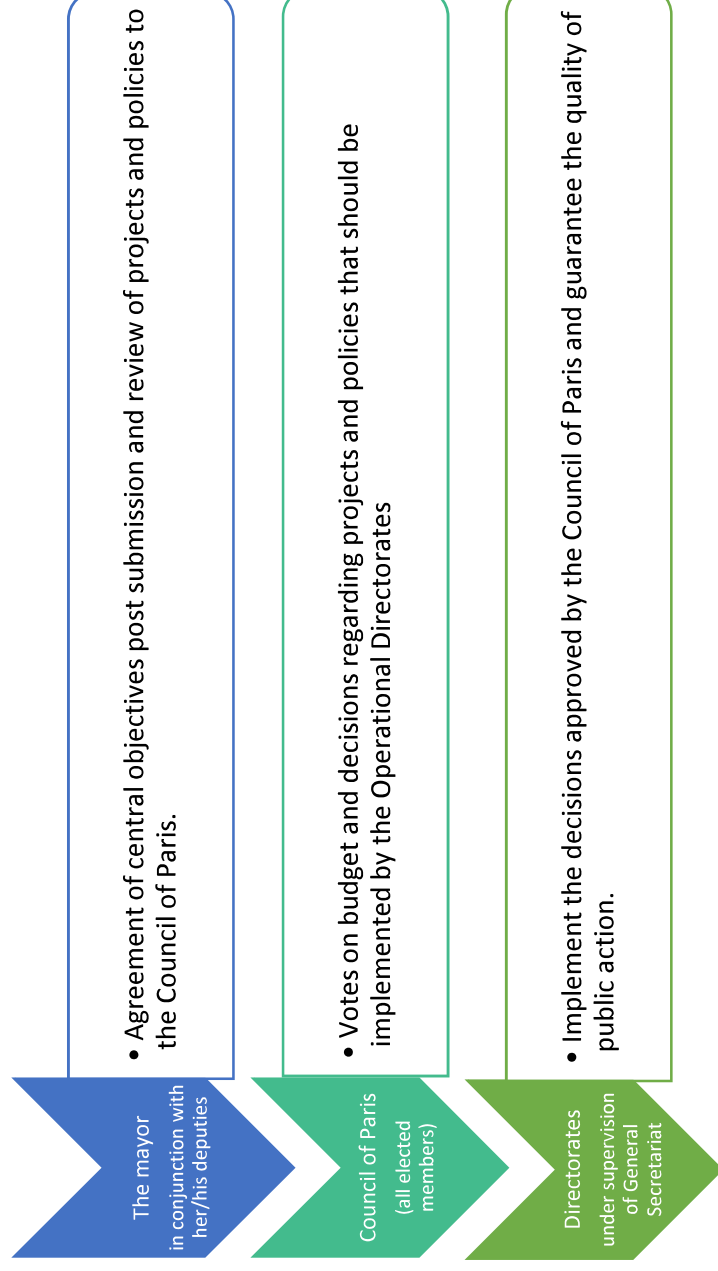 The mayor
in conjunction with
her/his deputies
• Agreement of central objectives post submission and review of projects and policies to
the Council of Paris.
Council of Paris
(all elected
members)
• Votes on budget and decisions regarding projects and policies that should be
implemented by the Operational Directorates
Directorates
under supervision
of General
Secretariat
• Implement the decisions approved by the Council of Paris and guarantee the quality of
public action.